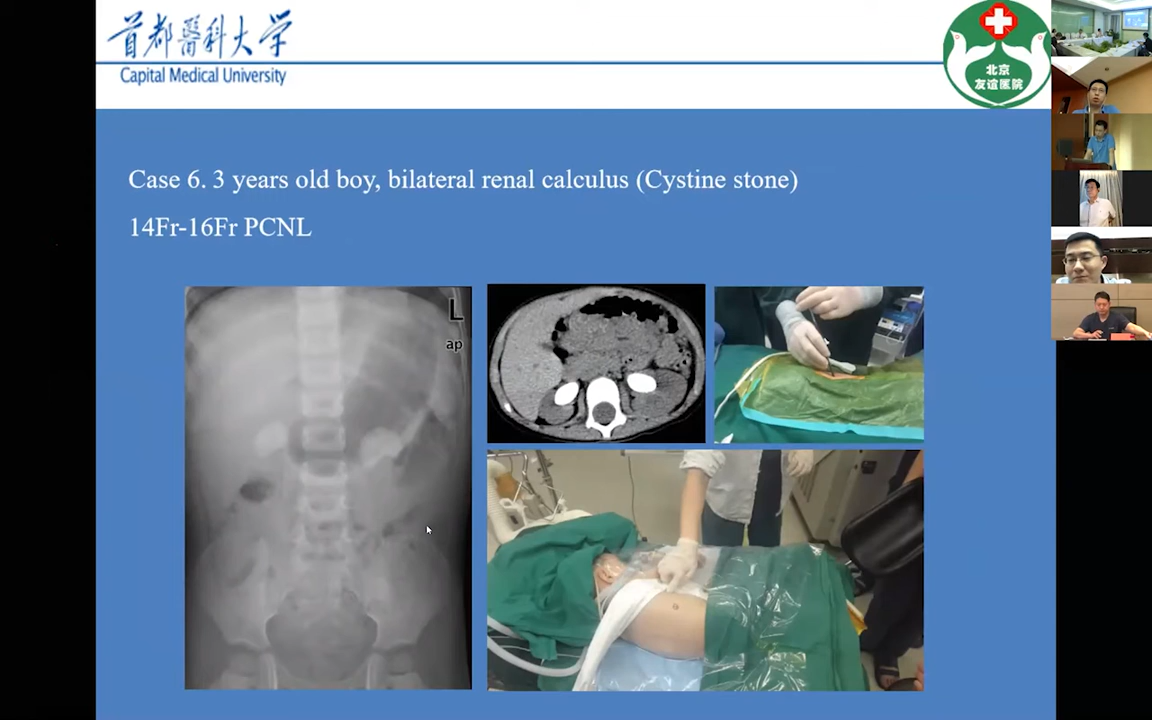 首都醫科大学
Capital Medical University
北京
友谊医院
Case 6. 3 years old boy, bilateral renal calculus (Cystine stone)
14Fr-16Fr PCNL
L
ap